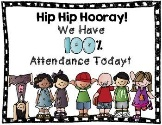 Hip Hip Hooray!
We Have
100%
Attendance Today!